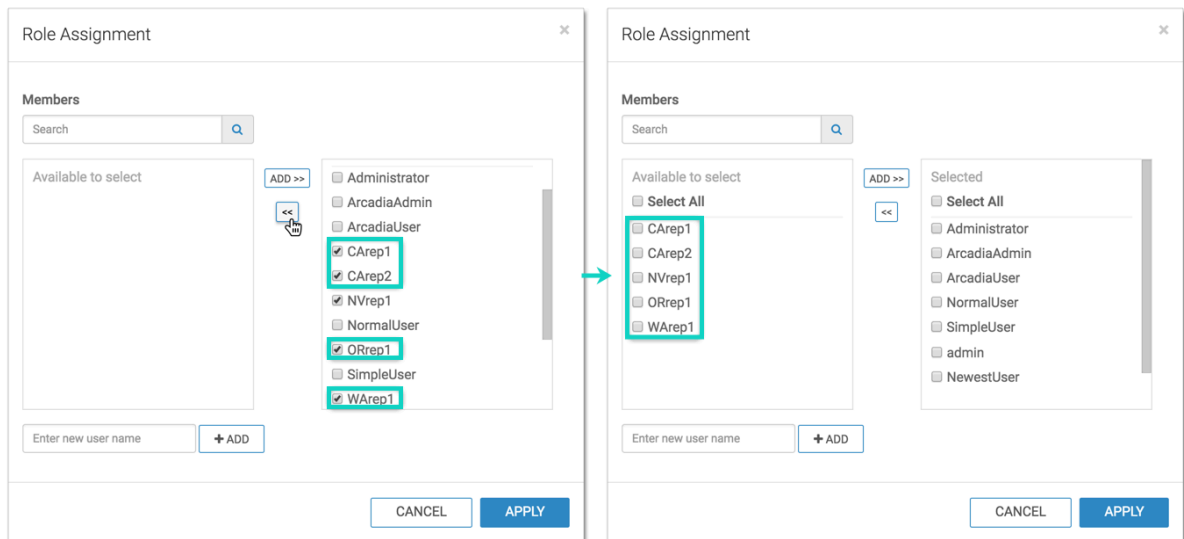 Role Assignment
×
Members
Search
Available to select
ADD >>
<<
Administrator
ArcadiaAdmin
ArcadiaUser
CArep1
CArep2
NVrep1
NormalUser
ORrep1
SimpleUser
WArep1
Enter new user name
+ ADD
CANCEL
APPLY
Role Assignment
×
Members
Search
Available to select
Select All
CArep1
CArep2
NVrep1
ORrep1
WArep1
ADD >>
<<
Selected
Select All
Administrator
ArcadiaAdmin
ArcadiaUser
NormalUser
SimpleUser
admin
NewestUser
Enter new user name
+ ADD
CANCEL
APPLY